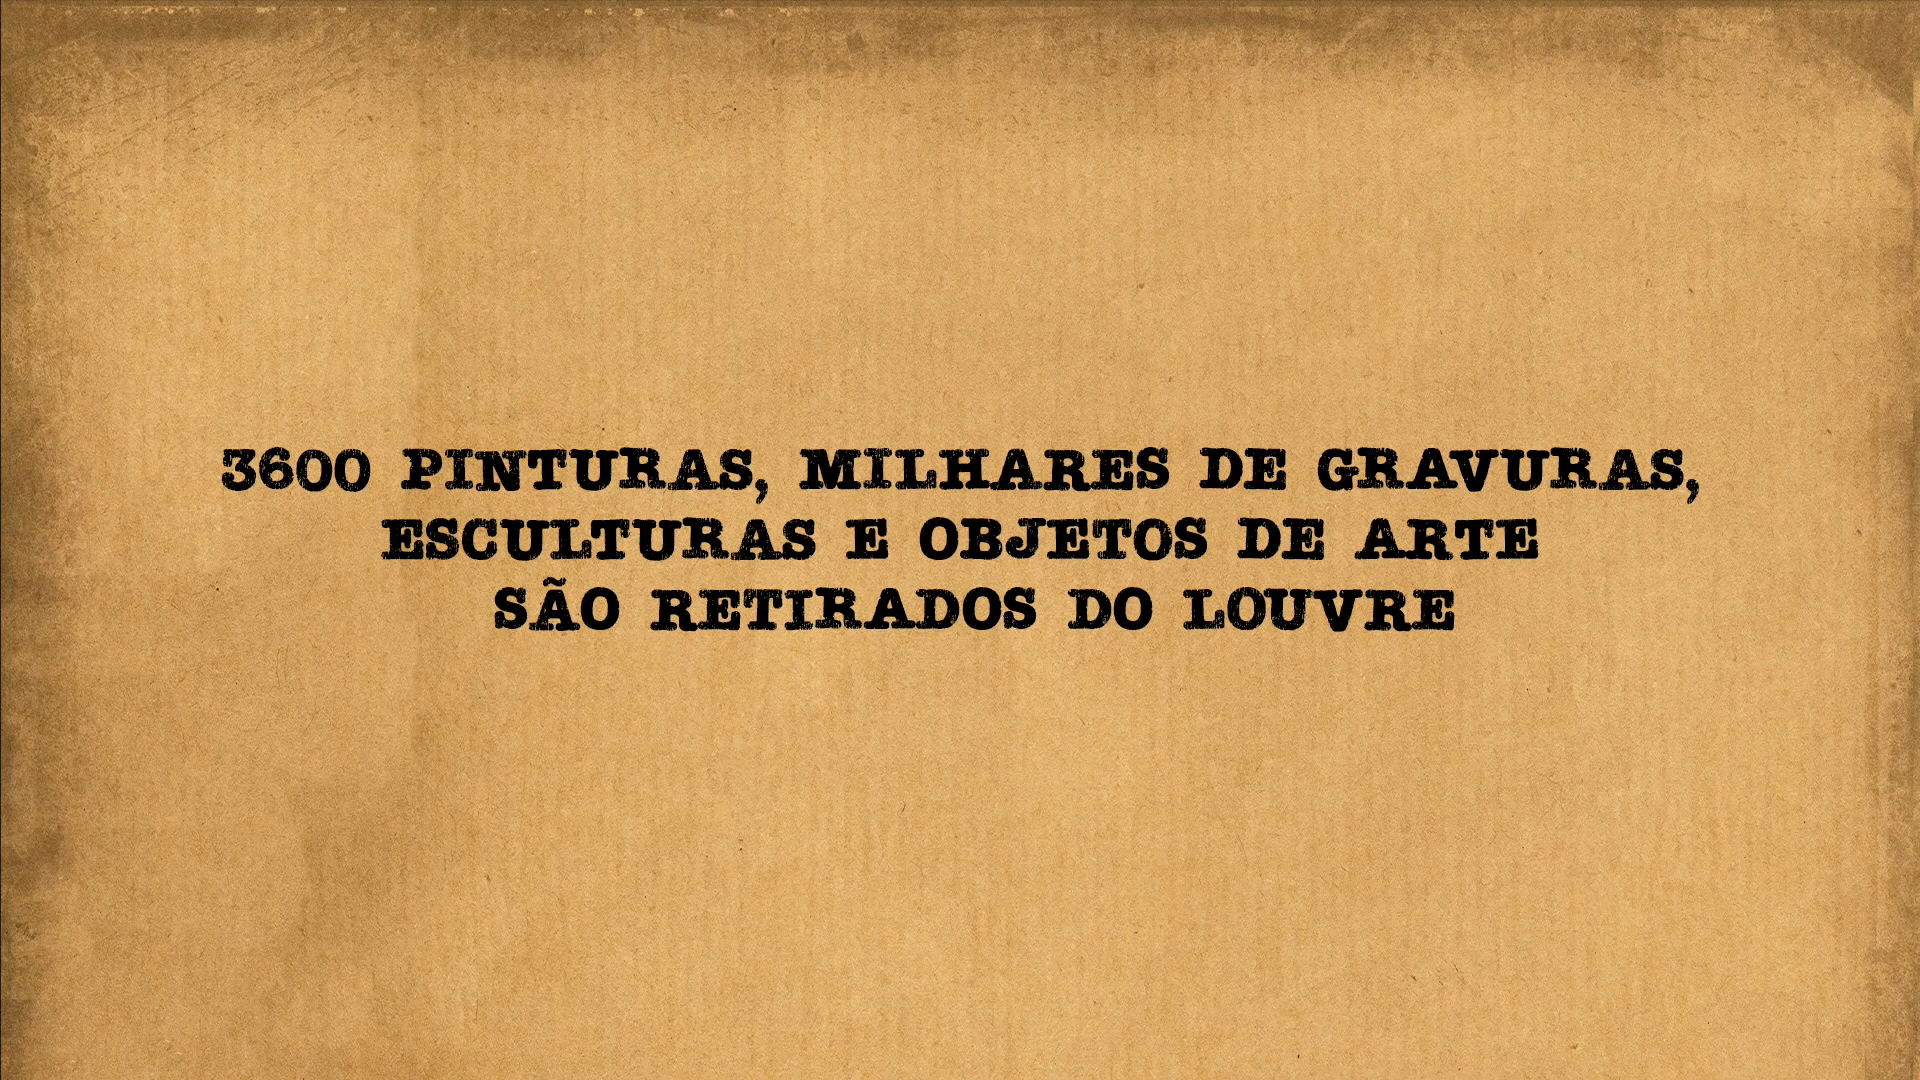 3600 PINTURAS, MILHARES DE GRAVURAS,
ESCULTURAS E OBJETOS DE ARTE
SÃO RETIRADOS DO LOUVRE